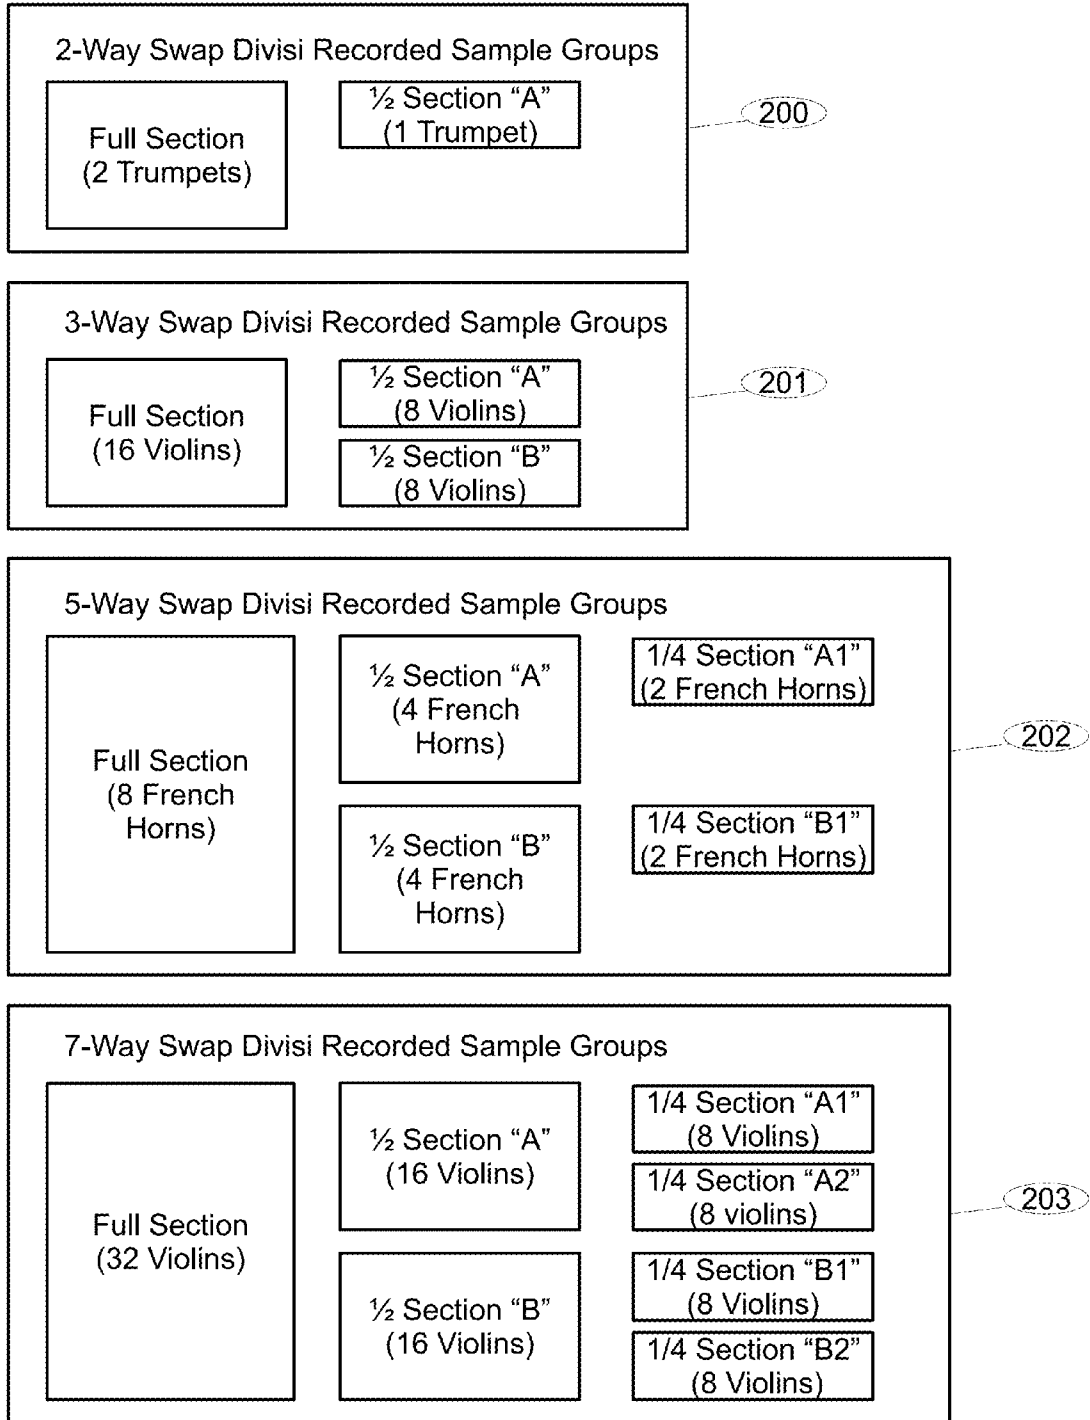 2-Way Swap Divisi Recorded Sample Groups
Full Section
(2 Trumpets)
½ Section “A”
(1 Trumpet)
200
3-Way Swap Divisi Recorded Sample Groups
Full Section
(16 Violins)
½ Section “A”
(8 Violins)
½ Section “B”
(8 Violins)
201
5-Way Swap Divisi Recorded Sample Groups
Full Section
(8 French
Horns)
½ Section “A”
(4 French
Horns)
½ Section “B”
(4 French
Horns)
1/4 Section “A1”
(2 French Horns)
1/4 Section “B1”
(2 French Horns)
202
7-Way Swap Divisi Recorded Sample Groups
Full Section
(32 Violins)
½ Section “A”
(16 Violins)
½ Section “B”
(16 Violins)
1/4 Section “A1”
(8 Violins)
1/4 Section “A2”
(8 violins)
1/4 Section “B1”
(8 Violins)
1/4 Section “B2”
(8 Violins)
203